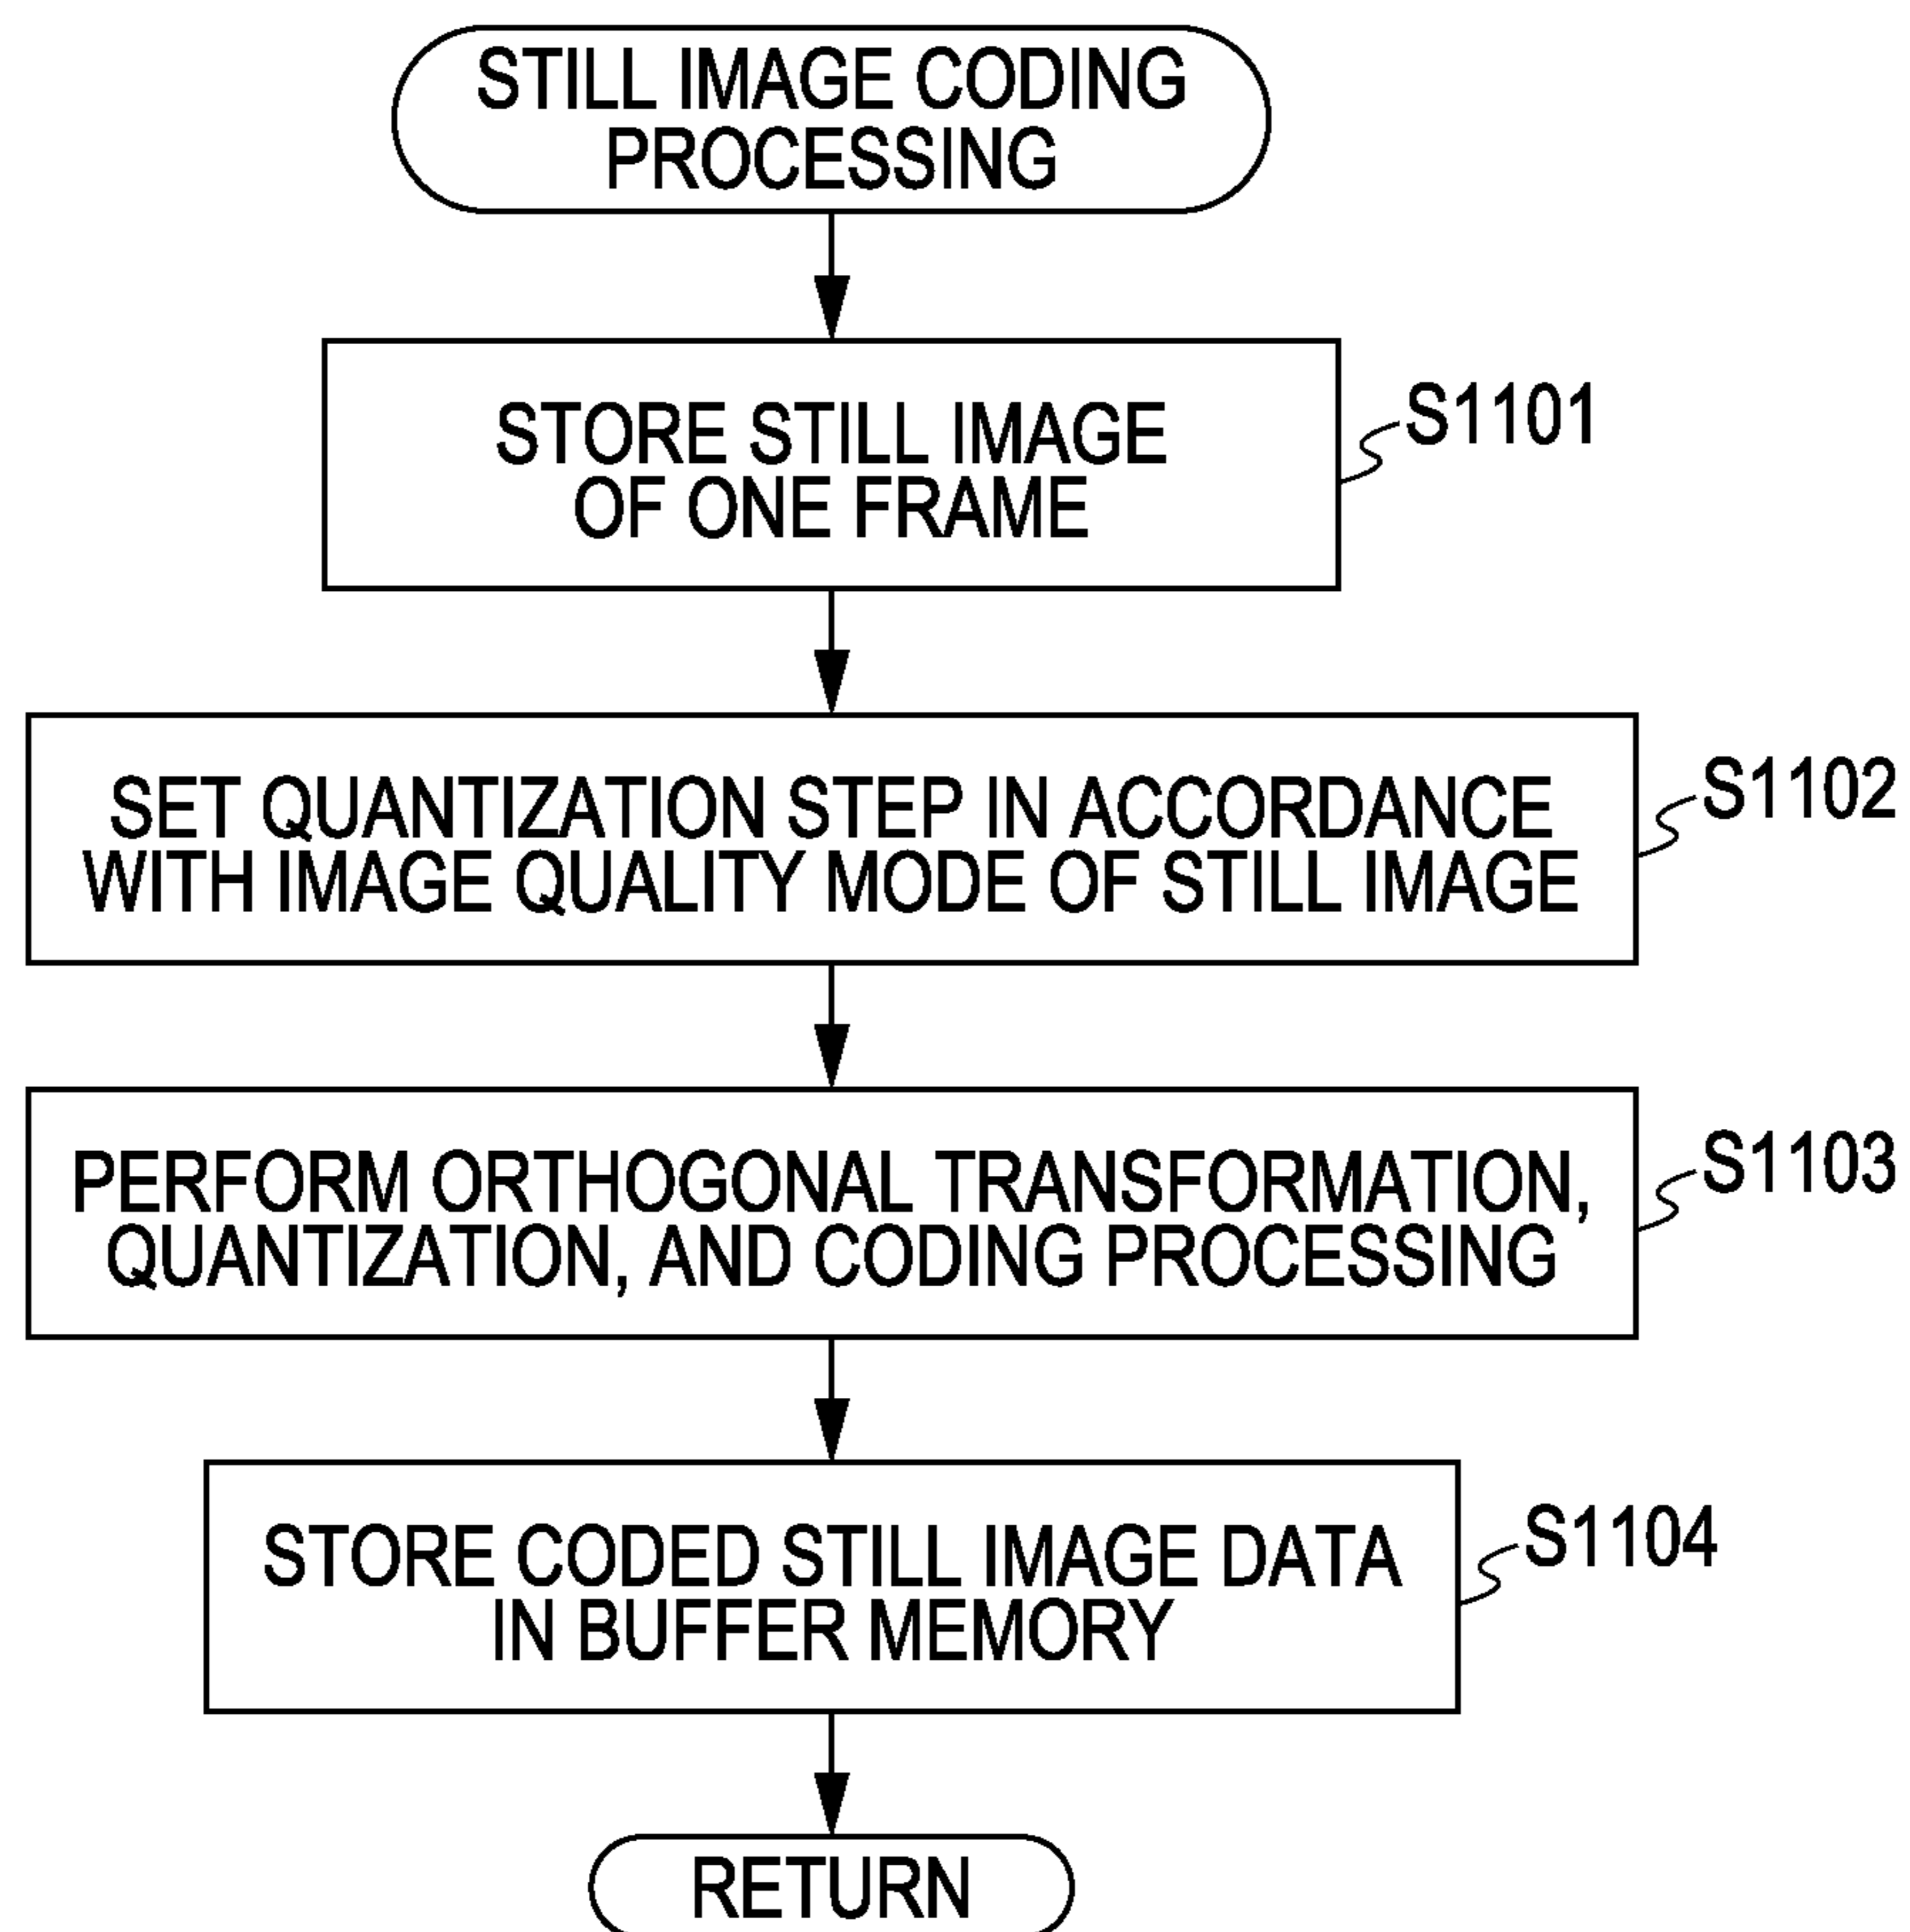 STILL IMAGE CODING
PROCESSING
STORE STILL IMAGE
OF ONE FRAME
S1101
SET QUANTIZATION STEP IN ACCORDANCE
WITH IMAGE QUALITY MODE OF STILL IMAGE
S1102
PERFORM ORTHOGONAL TRANSFORMATION,
QUANTIZATION, AND CODING PROCESSING
S1103
STORE CODED STILL IMAGE DATA
IN BUFFER MEMORY
S1104
RETURN